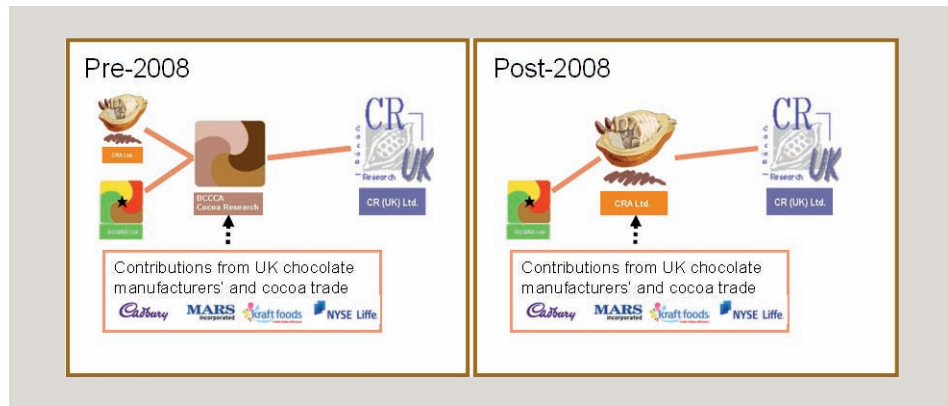 Pre-2008
CRA Ltd.
BCCCA
Cocoa Research
CR
Cocoa
Research
UK
CR (UK) Ltd.
Contributions from UK chocolate
manufacturers' and cocoa trade
Cadbury
MARS
incorporated
kraft foods
NYSE Liffe
Post-2008
CRA Ltd.
CR
Cocoa
Research
UK
CR (UK) Ltd.
Contributions from UK chocolate
manufacturers' and cocoa trade
Cadbury
MARS
incorporated
kraft foods
NYSE Liffe